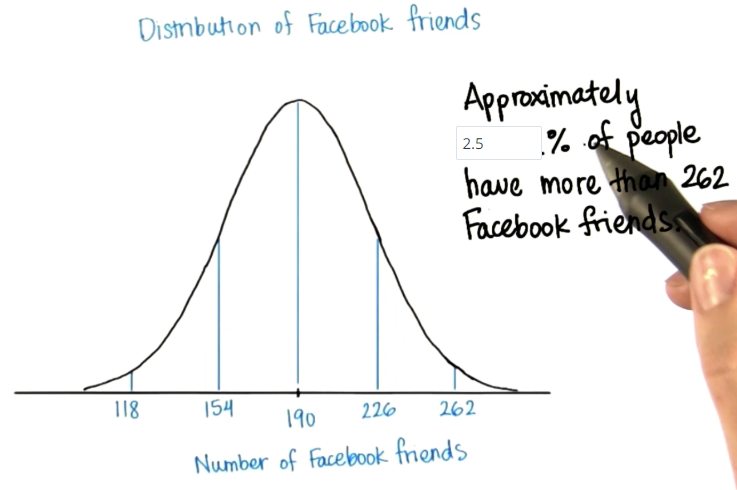 Distribution of Facebook friends
Approximately
2.5 % of people
have more than 262
Facebook friends.
118 154 190 226 262
Number of Facebook friends